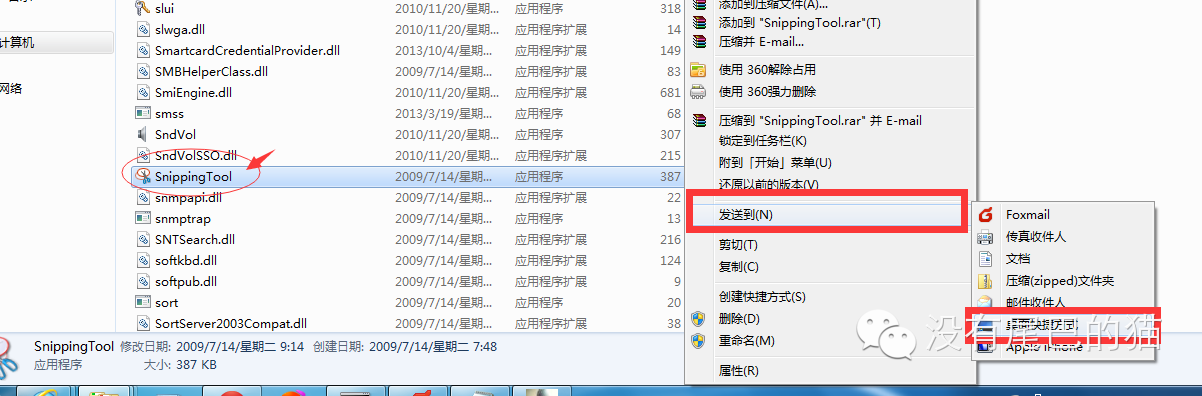 计算机
网络
slui 2010/11/20/星期... 应用程序 318
slwga.dll 2010/11/20/星期... 应用程序扩展 14
SmartcardCredentialProvider.dll 2013/10/4/星期... 应用程序扩展 149
SMBHelperClass.dll 2009/7/14/星期... 应用程序扩展 83
SmiEngine.dll 2009/7/14/星期... 应用程序扩展 681
smss 2013/3/19/星期... 应用程序 68
SndVol 2010/11/20/星期... 应用程序 307
SndVolSSO.dll 2010/11/20/星期... 应用程序扩展 215
SnippingTool 2009/7/14/星期... 应用程序 387
snmpapi.dll 2009/7/14/星期... 应用程序扩展 22
snmptrap 2009/7/14/星期... 应用程序 13
SNTSearch.dll 2009/7/14/星期... 应用程序扩展 216
softkbd.dll 2009/7/14/星期... 应用程序扩展 124
softpub.dll 2009/7/14/星期... 应用程序扩展 9
sort 2009/7/14/星期... 应用程序 20
SortServer2003Compat.dll 2009/7/14/星期... 应用程序扩展 38
添加到压缩文件(A)...
添加到 "SnippingTool.rar"(T)
压缩并 E-mail...
使用 360解除占用
使用 360强力删除
压缩到 "SnippingTool.rar" 并 E-mail
锁定到任务栏(K)
附到「开始」菜单(U)
还原以前的版本(V)
发送到(N)
剪切(T)
复制(C)
创建快捷方式(S)
删除(D)
重命名(M)
属性(R)
Foxmail
传真收件人
文档
压缩(zipped)文件夹
邮件收件人
桌面快捷方式
Apple iPhone
没有尾巴的猫
SnippingTool 修改日期: 2009/7/14/星期二 9:14 创建日期: 2009/7/14/星期二 7:48
应用程序 大小: 387 KB